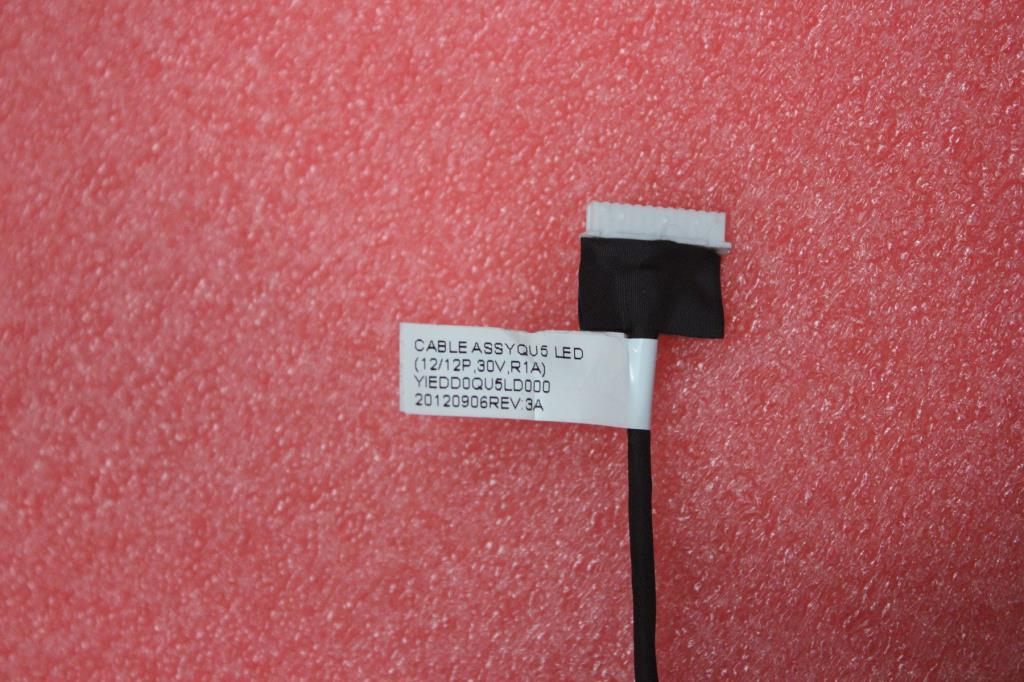 CABLE ASSYQU5 LED
(12/12P,30V,R1A)
YIEDD0QU5LD000
20120906REV:3A